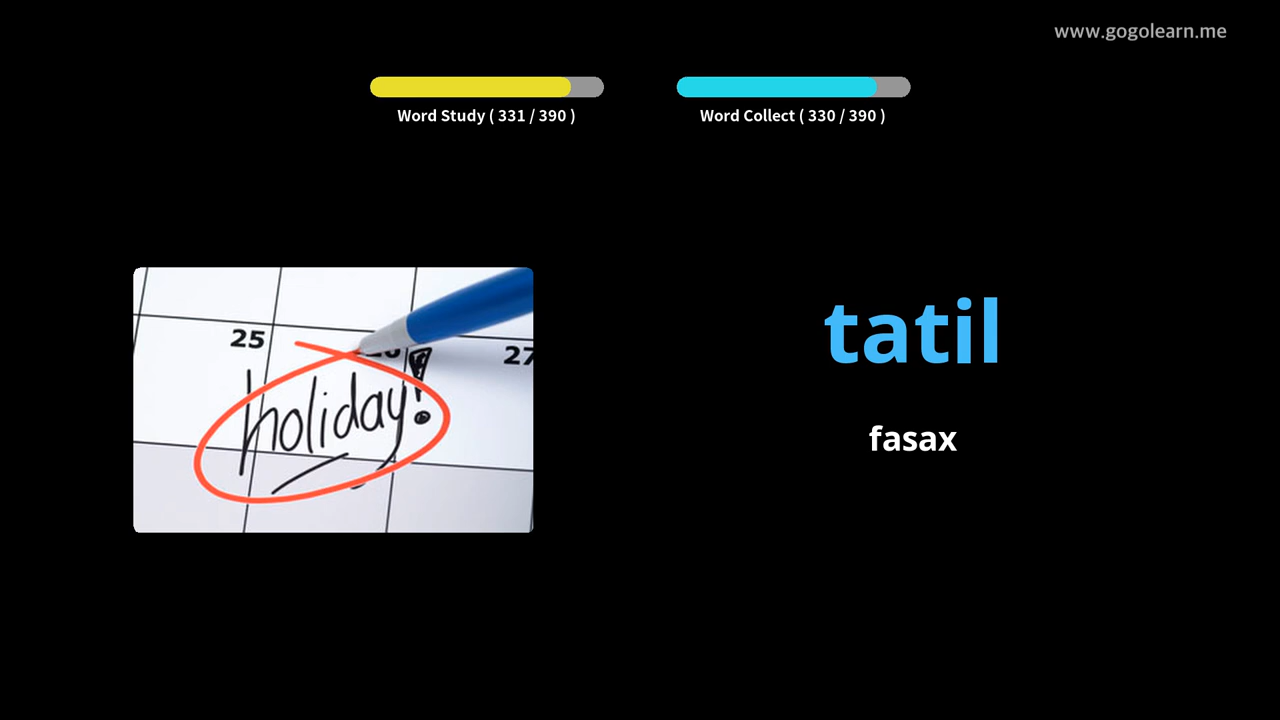 www.gogolearn.me
Word Study ( 331 / 390 )
Word Collect ( 330 / 390 )
25
27
holiday!
tatil
fasax